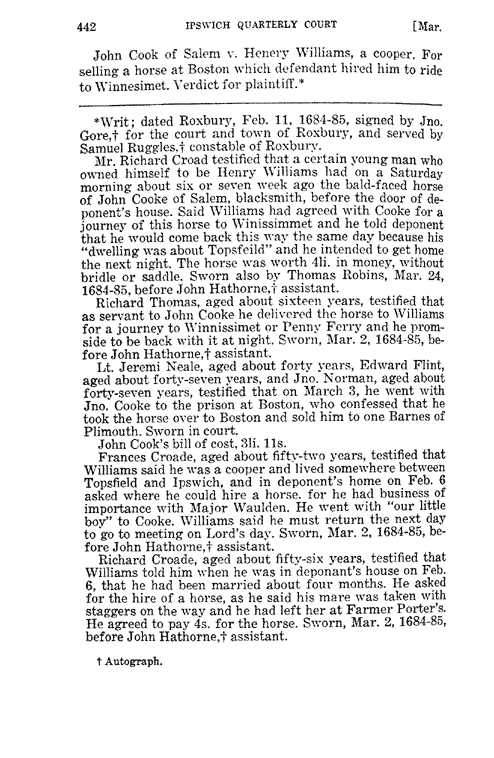 442 IPSWICH QUARTERLY COURT [Mar.
John Cook of Salem v. Henery Williams, a cooper. For
selling a horse at Boston which defendant hired him to ride
to Winnesimet. Verdict for plaintiff.*
*Writ; dated Roxbury, Feb. 11, 1684-85, signed by Jno.
Gore,† for the court and town of Roxbury, and served by
Samuel Ruggles,† constable of Roxbury.
Mr. Richard Croad testified that a certain young man who
owned himself to be Henry Williams had on a Saturday
morning about six or seven week ago the bald-faced horse
of John Cooke of Salem, blacksmith, before the door of de-
ponent's house. Said Williams had agreed with Cooke for a
journey of this horse to Winissimmet and he told deponent
that he would come back this way the same day because his
"dwelling was about Topsfeild" and he intended to get home
the next night. The horse was worth 4li. in money, without
bridle or saddle. Sworn also by Thomas Robins, Mar. 24,
1684-85, before John Hathorne,† assistant.
Richard Thomas, aged about sixteen years, testified that
as servant to John Cooke he delivered the horse to Williams
for a journey to Winnissimet or Penny Ferry and he prom-
side to be back with it at night. Sworn, Mar. 2, 1684-85, be-
fore John Hathorne,† assistant.
Lt. Jeremi Neale, aged about forty years, Edward Flint,
aged about forty-seven years, and Jno. Norman, aged about
forty-seven years, testified that on March 3, he went with
Jno. Cooke to the prison at Boston, who confessed that he
took the horse over to Boston and sold him to one Barnes of
Plimouth. Sworn in court.
John Cook's bill of cost, 3li. 11s.
Frances Croade, aged about fifty-two years, testified that
Williams said he was a cooper and lived somewhere between
Topsfield and Ipswich, and in deponent's home on Feb. 6
asked where he could hire a horse. for he had business of
importance with Major Waulden. He went with "our little
boy" to Cooke. Williams said he must return the next day
to go to meeting on Lord's day. Sworn, Mar. 2, 1684-85, be-
fore John Hathorne,† assistant.
Richard Croade, aged about fifty-six years, testified that
Williams told him when he was in deponant's house on Feb.
6, that he had been married about four months. He asked
for the hire of a horse, as he said his mare was taken with
staggers on the way and he had left her at Farmer Porter's.
He agreed to pay 4s. for the horse. Sworn, Mar. 2, 1684-85,
before John Hathorne,† assistant.
† Autograph.